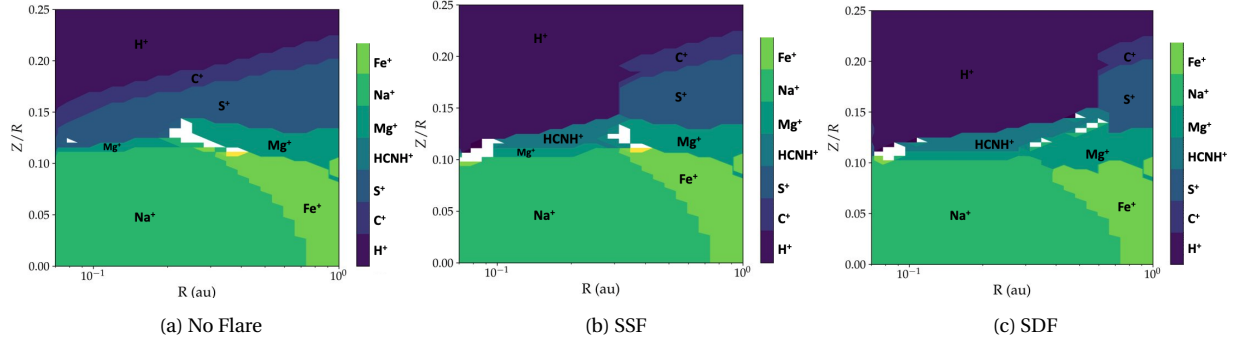 0.25
0.20
0.15
0.10
0.05
0.00
Z/R
H⁺
C⁺
S⁺
Mg⁺
Mg⁺
Na⁺
Fe⁺
10⁻¹
10⁰
R (au)
Fe⁺
Na⁺
Mg⁺
HCNH⁺
S⁺
C⁺
H⁺
(a) No Flare
0.25
0.20
0.15
0.10
0.05
0.00
Z/R
H⁺
C⁺
S⁺
HCNH⁺
Mg⁺
Mg⁺
Fe⁺
Na⁺
10⁻¹
10⁰
R (au)
Fe⁺
Na⁺
Mg⁺
HCNH⁺
S⁺
C⁺
H⁺
(b) SSF
0.25
0.20
0.15
0.10
0.05
0.00
Z/R
H⁺
C⁺
S⁺
HCNH⁺
Mg⁺
Na⁺
Fe⁺
10⁻¹
10⁰
R (au)
Fe⁺
Na⁺
Mg⁺
HCNH⁺
S⁺
C⁺
H⁺
(c) SDF